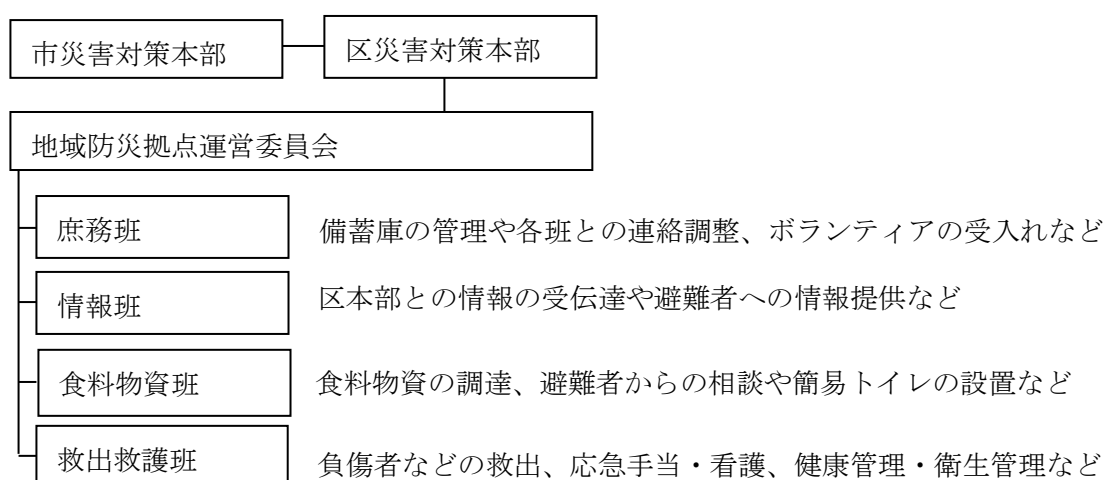 市災害対策本部
区災害対策本部
地域防災拠点運営委員会
庶務班
備蓄庫の管理や各班との連絡調整、ボランティアの受入れなど
情報班
区本部との情報の受伝達や避難者への情報提供など
食料物資班
食料物資の調達、避難者からの相談や簡易トイレの設置など
救出救護班
負傷者などの救出、応急手当・看護、健康管理・衛生管理など